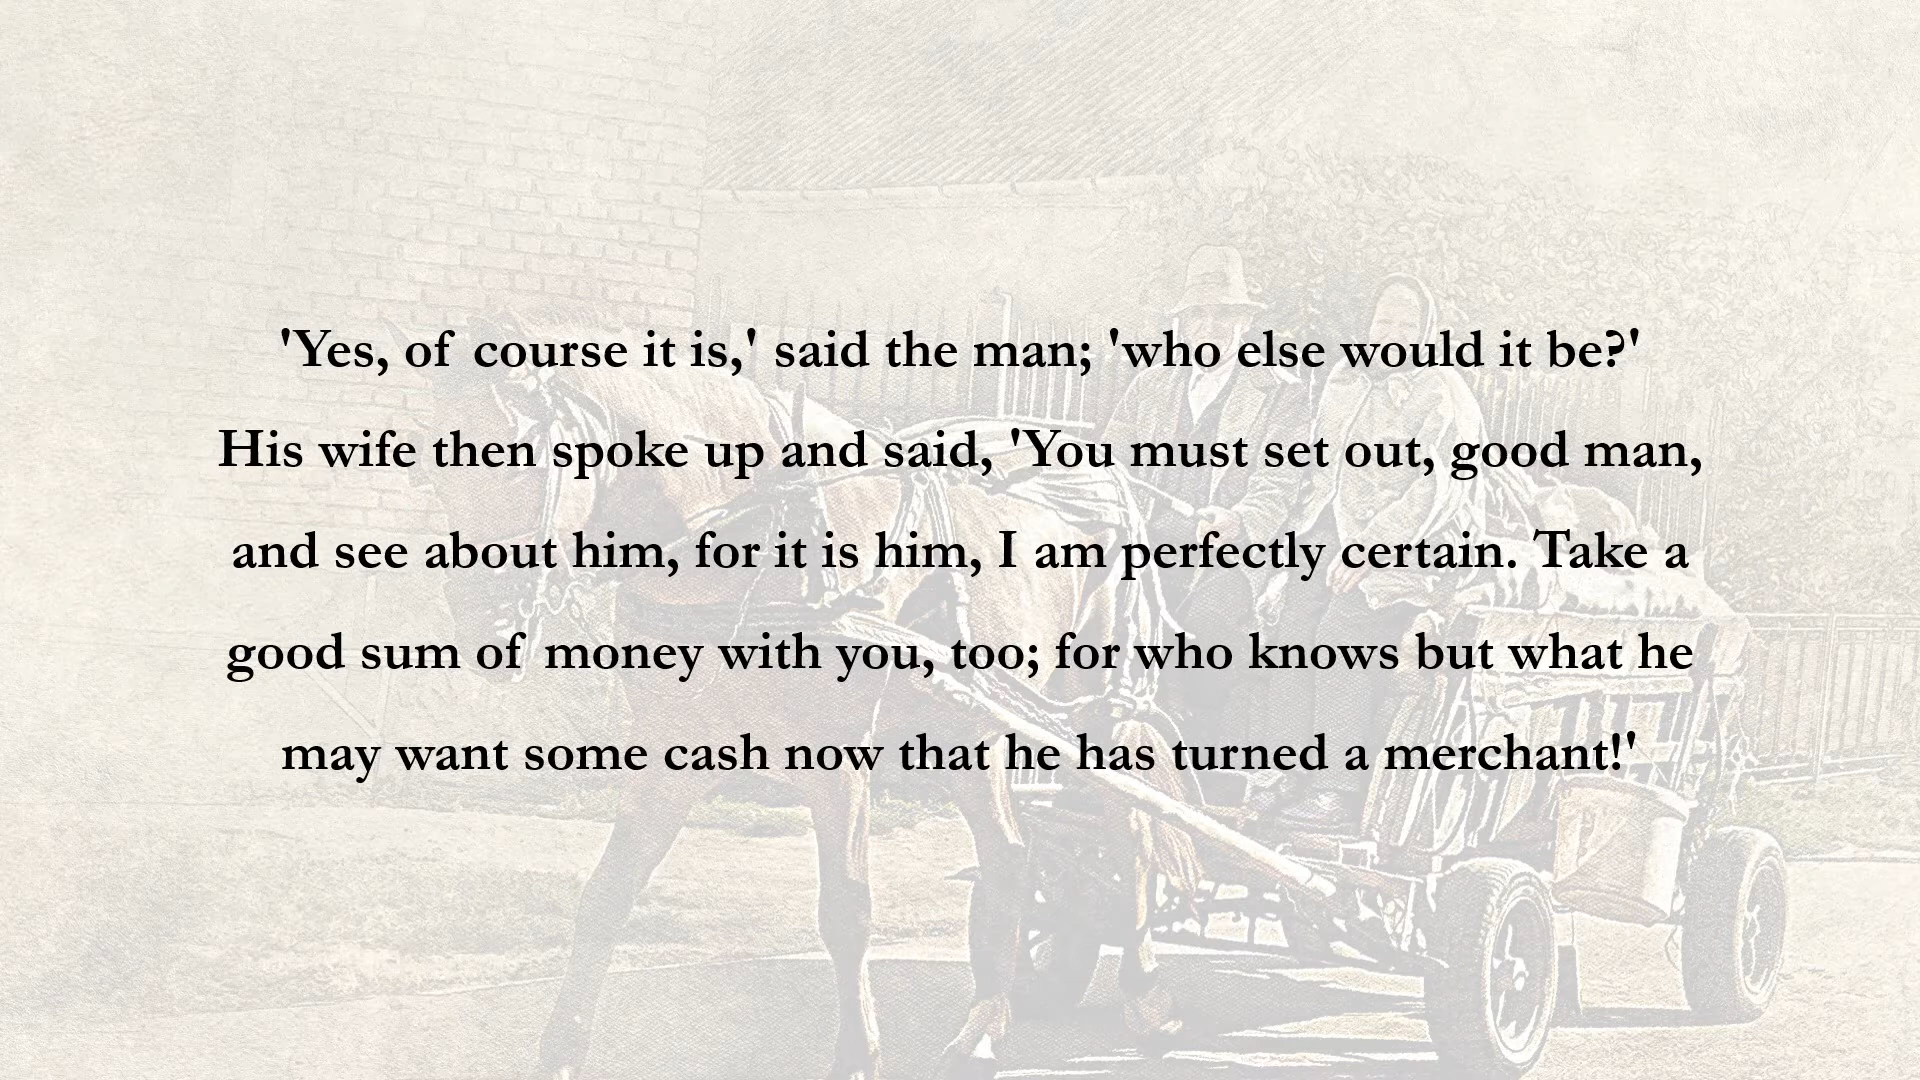 'Yes, of course it is,' said the man; 'who else would it be?'
His wife then spoke up and said, 'You must set out, good man,
and see about him, for it is him, I am perfectly certain. Take a
good sum of money with you, too; for who knows but what he
may want some cash now that he has turned a merchant!'